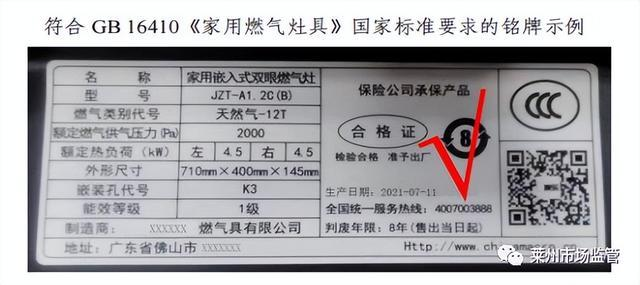 符合 GB 16410《家用燃气灶具》国家标准要求的铭牌示例
名 称 家用嵌入式双眼燃气灶
型 号 JZT-A1.2C(B)
燃气类别代号 天然气-12T
额定燃气供气压力(Pa) 2000
额定热负荷(kW) 左 4.5 右 4.5
外形尺寸 710mm×400mm×145mm
嵌装孔代号 K3
能效等级 1级
制造商: XXXXXX 燃气具有限公司
地址: 广东省佛山市 XXXXXXX
保险公司承保产品
合格证
8
检验合格 准予出厂
生产日期:2021-07-11
全国统一服务热线:4007003888
判废年限:8年(售出当日起)
CCC
莱州市场监管